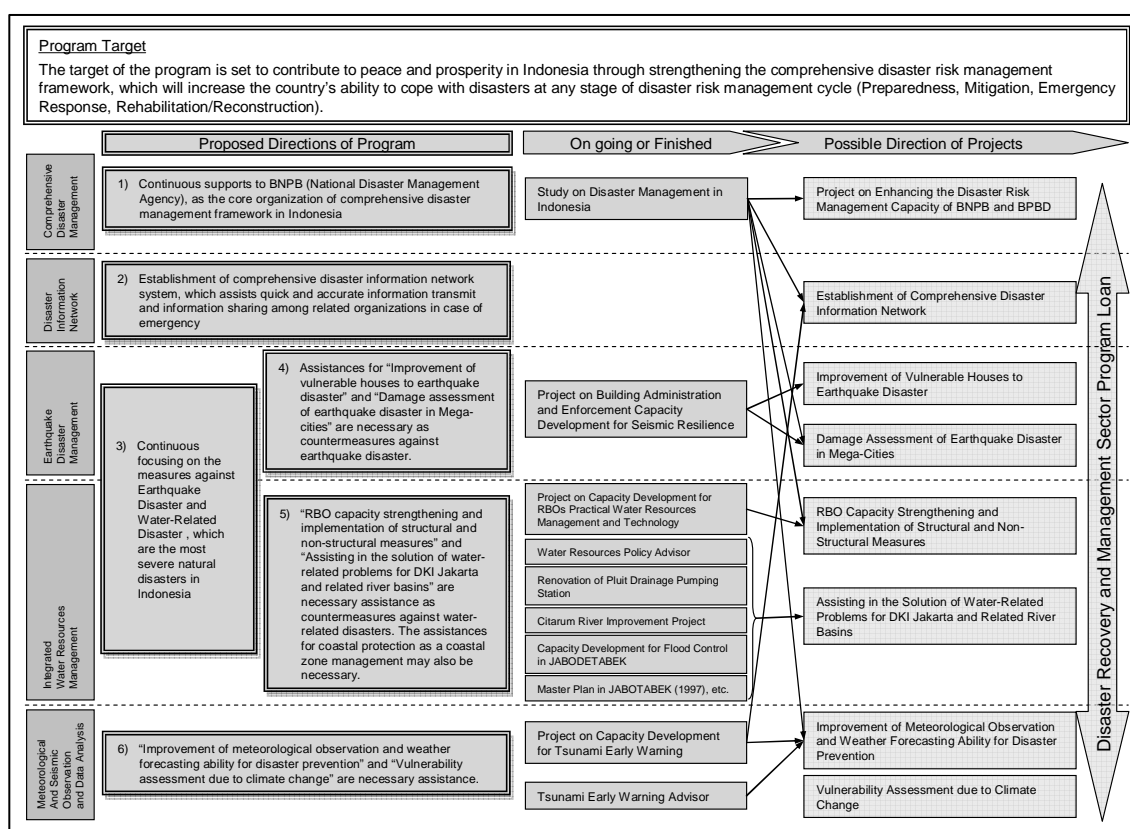 Program Target
The target of the program is set to contribute to peace and prosperity in Indonesia through strengthening the comprehensive disaster risk management
framework, which will increase the country's ability to cope with disasters at any stage of disaster risk management cycle (Preparedness, Mitigation, Emergency
Response, Rehabilitation/Reconstruction).
Proposed Directions of Program
On going or Finished
Possible Direction of Projects
Comprehensive
Disaster
Management
1) Continuous supports to BNPB (National Disaster Management
Agency), as the core organization of comprehensive disaster
management framework in Indonesia
Study on Disaster Management in
Indonesia
Project on Enhancing the Disaster Risk
Management Capacity of BNPB and BPBD
Disaster
Information
Network
2) Establishment of comprehensive disaster information network
system, which assists quick and accurate information transmit
and information sharing among related organizations in case of
emergency
Establishment of Comprehensive Disaster
Information Network
Earthquake
Disaster
Management
3) Continuous
focusing on the
measures against
Earthquake
Disaster and
Water-Related
Disaster , which
are the most
severe natural
disasters in
Indonesia
4) Assistances for “Improvement of
vulnerable houses to earthquake
disaster” and “Damage assessment
of earthquake disaster in Mega-
cities” are necessary as
countermeasures against
earthquake disaster.
Project on Building Administration
and Enforcement Capacity
Development for Seismic Resilience
Improvement of Vulnerable Houses to
Earthquake Disaster
Damage Assessment of Earthquake Disaster
in Mega-Cities
Integrated
Water Resources
Management
5) “RBO capacity strengthening and
implementation of structural and
non-structural measures” and
“Assisting in the solution of water-
related problems for DKI Jakarta
and related river basins” are
necessary assistance as
countermeasures against water-
related disasters. The assistances
for coastal protection as a coastal
zone management may also be
necessary.
Project on Capacity Development for
RBOs Practical Water Resources
Management and Technology
Water Resources Policy Advisor
Renovation of Pluit Drainage Pumping
Station
Citarum River Improvement Project
Capacity Development for Flood Control
in JABODETABEK
Master Plan in JABOTABEK (1997), etc.
RBO Capacity Strengthening and
Implementation of Structural and Non-
Structural Measures
Assisting in the Solution of Water-Related
Problems for DKI Jakarta and Related River
Basins
Meteorological
And Seismic
Observation
and Data Analysis
6) “Improvement of meteorological observation and weather
forecasting ability for disaster prevention” and “Vulnerability
assessment due to climate change” are necessary assistance.
Project on Capacity Development
for Tsunami Early Warning
Tsunami Early Warning Advisor
Improvement of Meteorological Observation
and Weather Forecasting Ability for Disaster
Prevention
Vulnerability Assessment due to Climate
Change
Disaster Recovery and Management Sector Program Loan